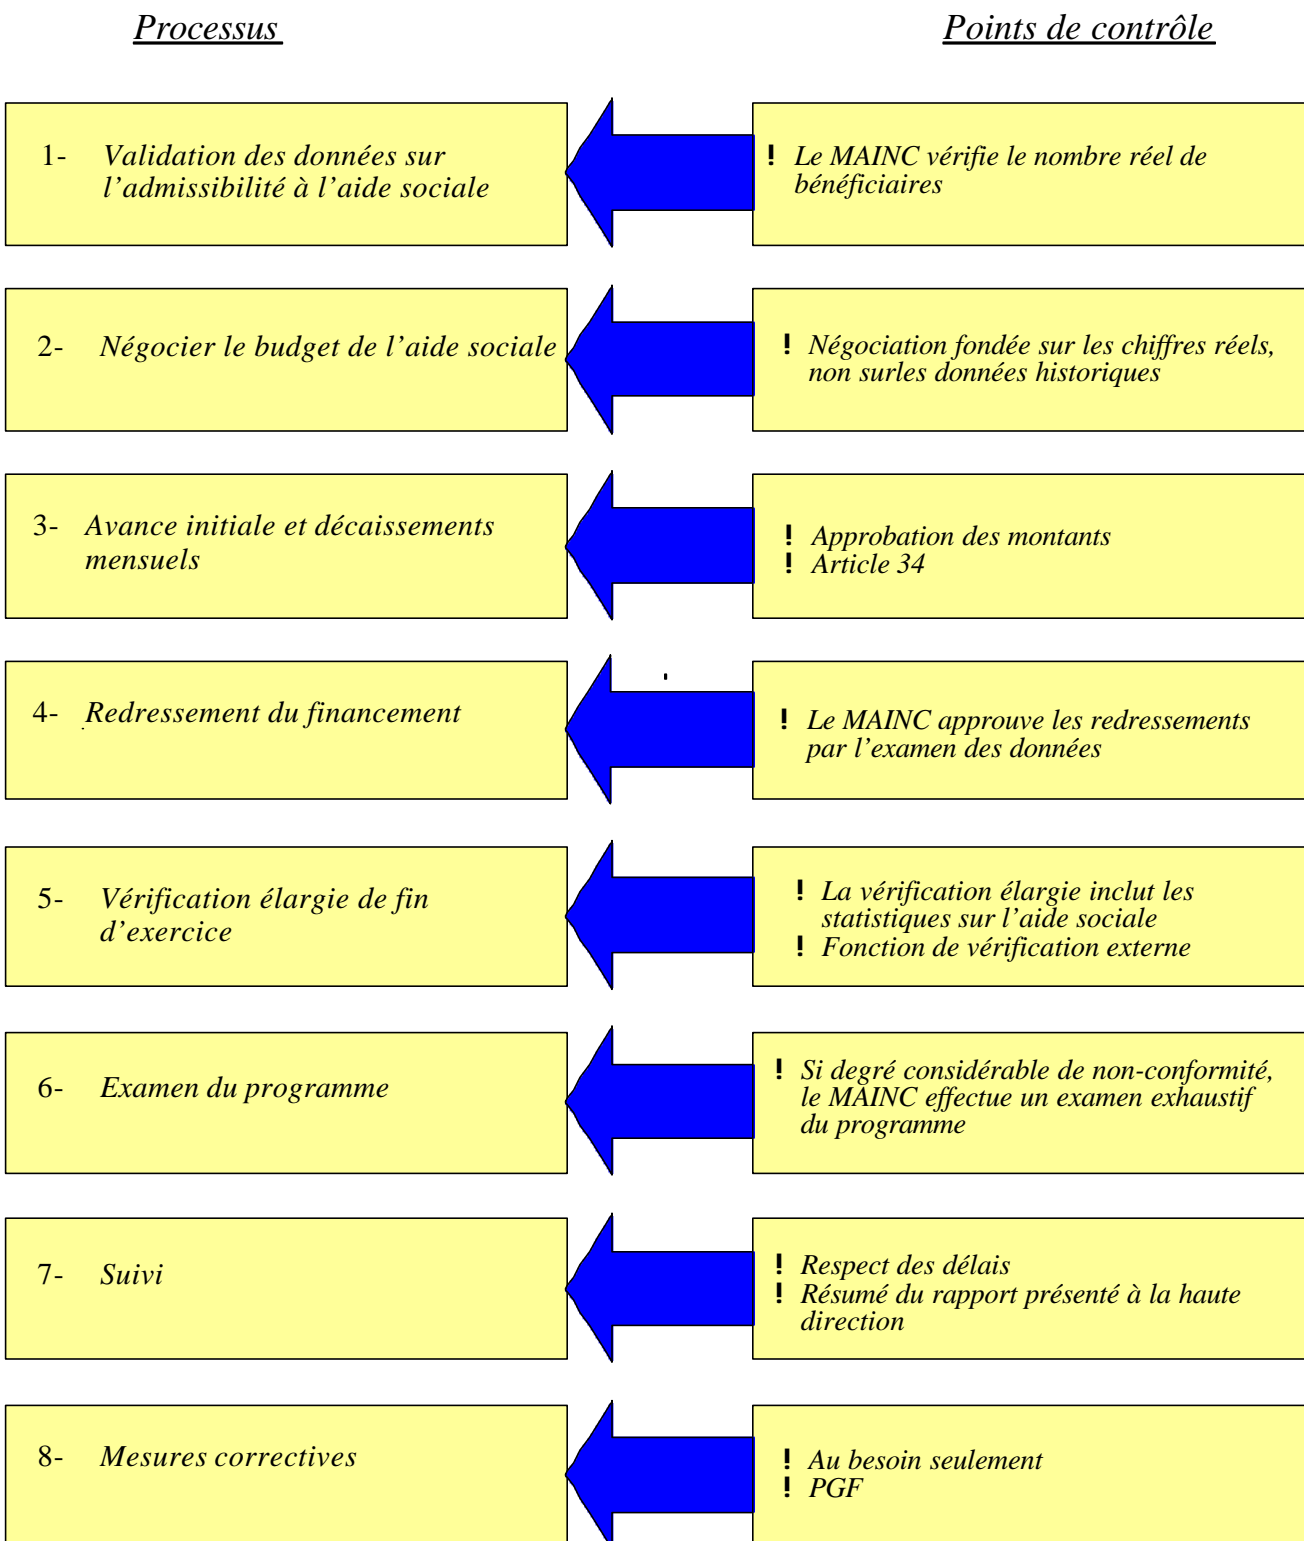 Processus
Points de contrôle
1- Validation des données sur
l'admissibilité à l'aide sociale
! Le MAINC vérifie le nombre réel de
bénéficiaires
2- Négocier le budget de l'aide sociale
! Négociation fondée sur les chiffres réels,
non surles données historiques
3- Avance initiale et décaissements
mensuels
! Approbation des montants
! Article 34
4- Redressement du financement
! Le MAINC approuve les redressements
par l'examen des données
5- Vérification élargie de fin
d'exercice
! La vérification élargie inclut les
statistiques sur l'aide sociale
! Fonction de vérification externe
6- Examen du programme
! Si degré considérable de non-conformité,
le MAINC effectue un examen exhaustif
du programme
7- Suivi
! Respect des délais
! Résumé du rapport présenté à la haute
direction
8- Mesures correctives
! Au besoin seulement
! PGF